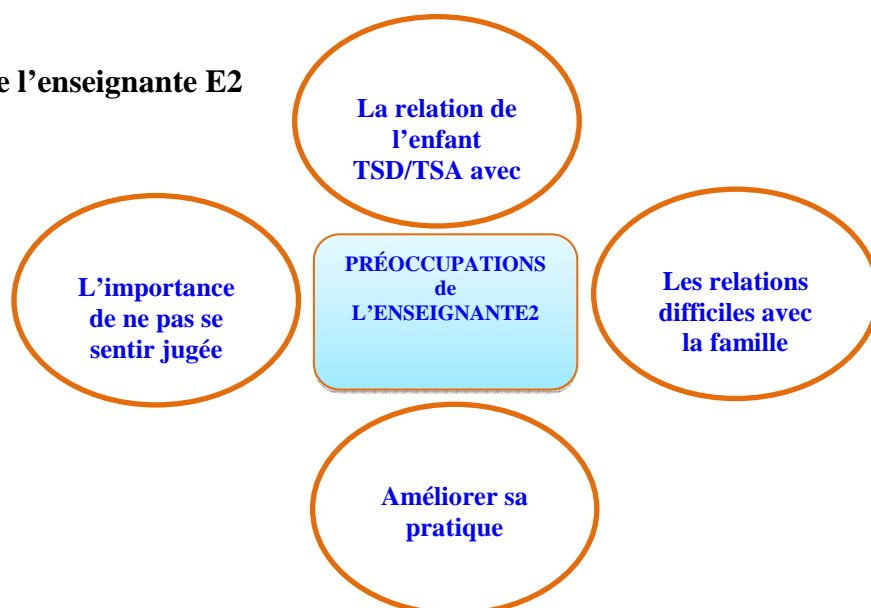 e l'enseignante E2
La relation de
l'enfant
TSD/TSA avec
L'importance
de ne pas se
sentir jugée
PRÉOCCUPATIONS
de
L'ENSEIGNANTE2
Les relations
difficiles avec
la famille
Améliorer sa
pratique